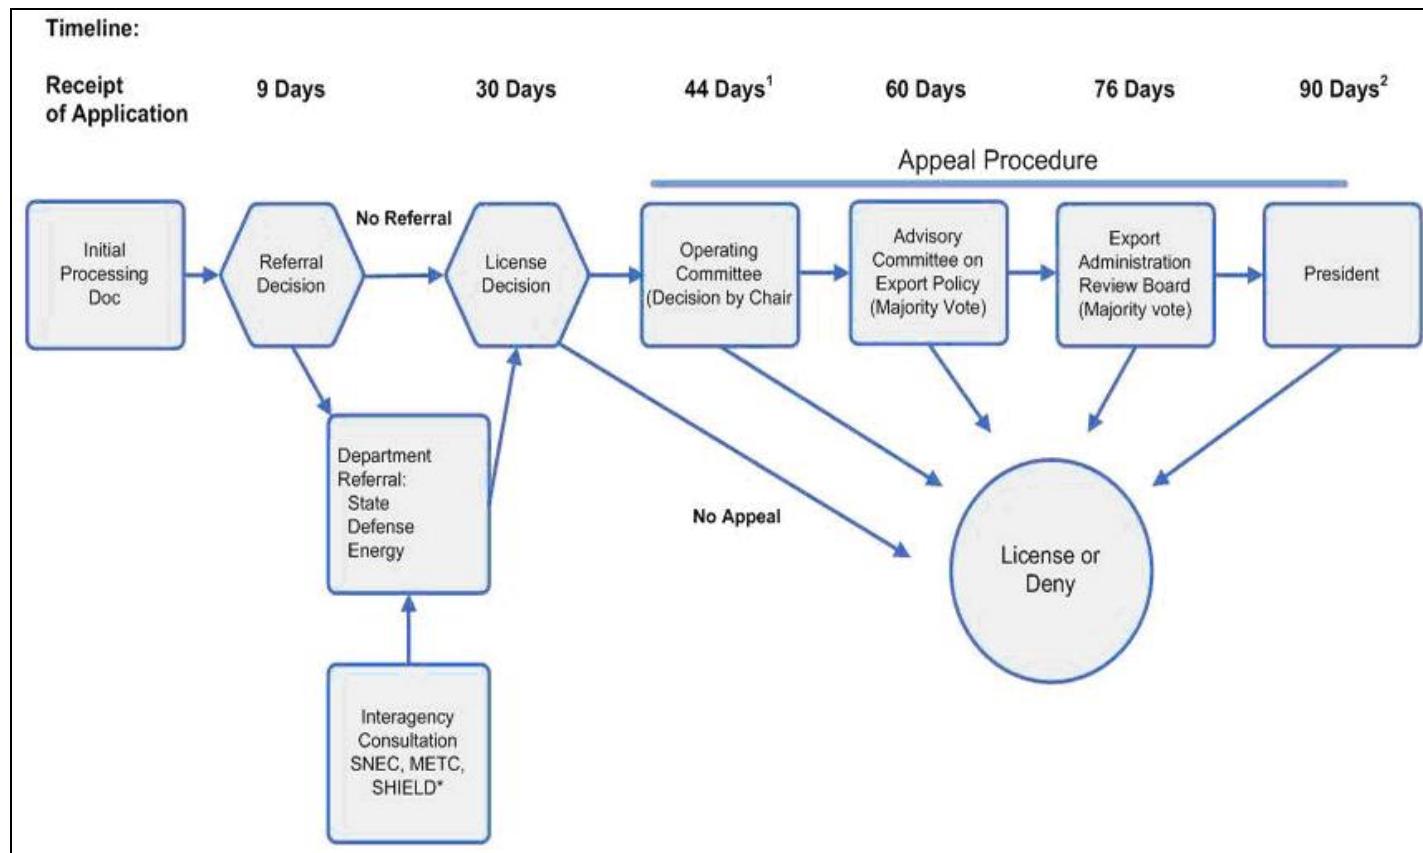 Timeline:
Receipt
of Application
9 Days
30 Days
44 Days¹
60 Days
76 Days
90 Days²
Appeal Procedure
Initial
Processing
Doc
Referral
Decision
No Referral
License
Decision
Operating
Committee
(Decision by Chair
Advisory
Committee on
Export Policy
(Majority Vote)
Export
Administration
Review Board
(Majority vote)
President
Department
Referral:
State
Defense
Energy
No Appeal
License or
Deny
Interagency
Consultation
SNEC, METC,
SHIELD*